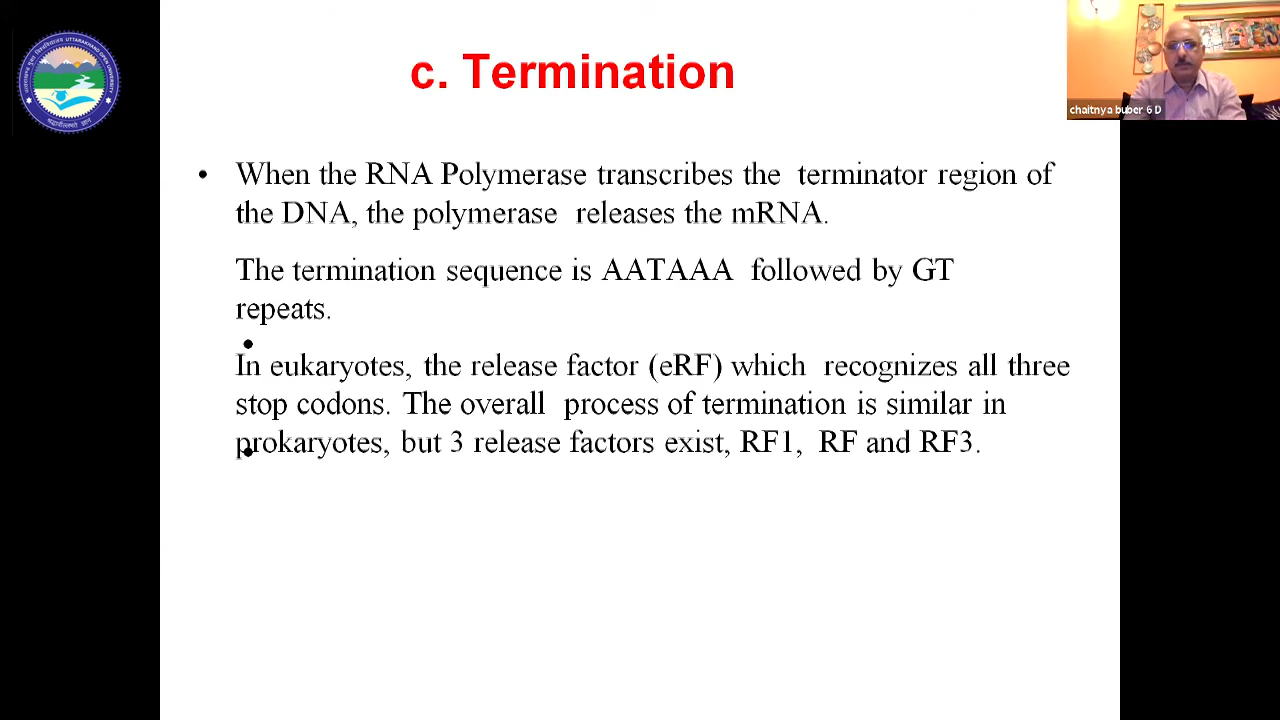 c. Termination
chaitnya buber 6 D
• When the RNA Polymerase transcribes the terminator region of
the DNA, the polymerase releases the mRNA.
The termination sequence is AATAAA followed by GT
repeats.
•
In eukaryotes, the release factor (eRF) which recognizes all three
stop codons. The overall process of termination is similar in
prokaryotes, but 3 release factors exist, RF1, RF and RF3.
UTTARAKHAND OPEN UNIVERSITY